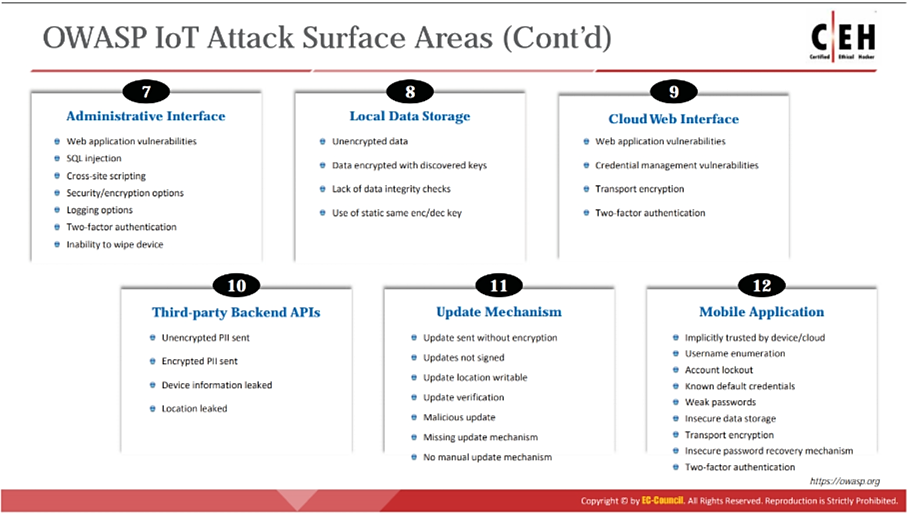 OWASP IoT Attack Surface Areas (Cont'd)
C|EH
Certified Ethical Hacker
7
Administrative Interface
Web application vulnerabilities
SQL injection
Cross-site scripting
Security/encryption options
Logging options
Two-factor authentication
Inability to wipe device
8
Local Data Storage
Unencrypted data
Data encrypted with discovered keys
Lack of data integrity checks
Use of static same enc/dec key
9
Cloud Web Interface
Web application vulnerabilities
Credential management vulnerabilities
Transport encryption
Two-factor authentication
10
Third-party Backend APIs
Unencrypted PII sent
Encrypted PII sent
Device information leaked
Location leaked
11
Update Mechanism
Update sent without encryption
Updates not signed
Update location writable
Update verification
Malicious update
Missing update mechanism
No manual update mechanism
12
Mobile Application
Implicitly trusted by device/cloud
Username enumeration
Account lockout
Known default credentials
Weak passwords
Insecure data storage
Transport encryption
Insecure password recovery mechanism
Two-factor authentication
https://owasp.org
Copyright © by EC-Council. All Rights Reserved. Reproduction is Strictly Prohibited.